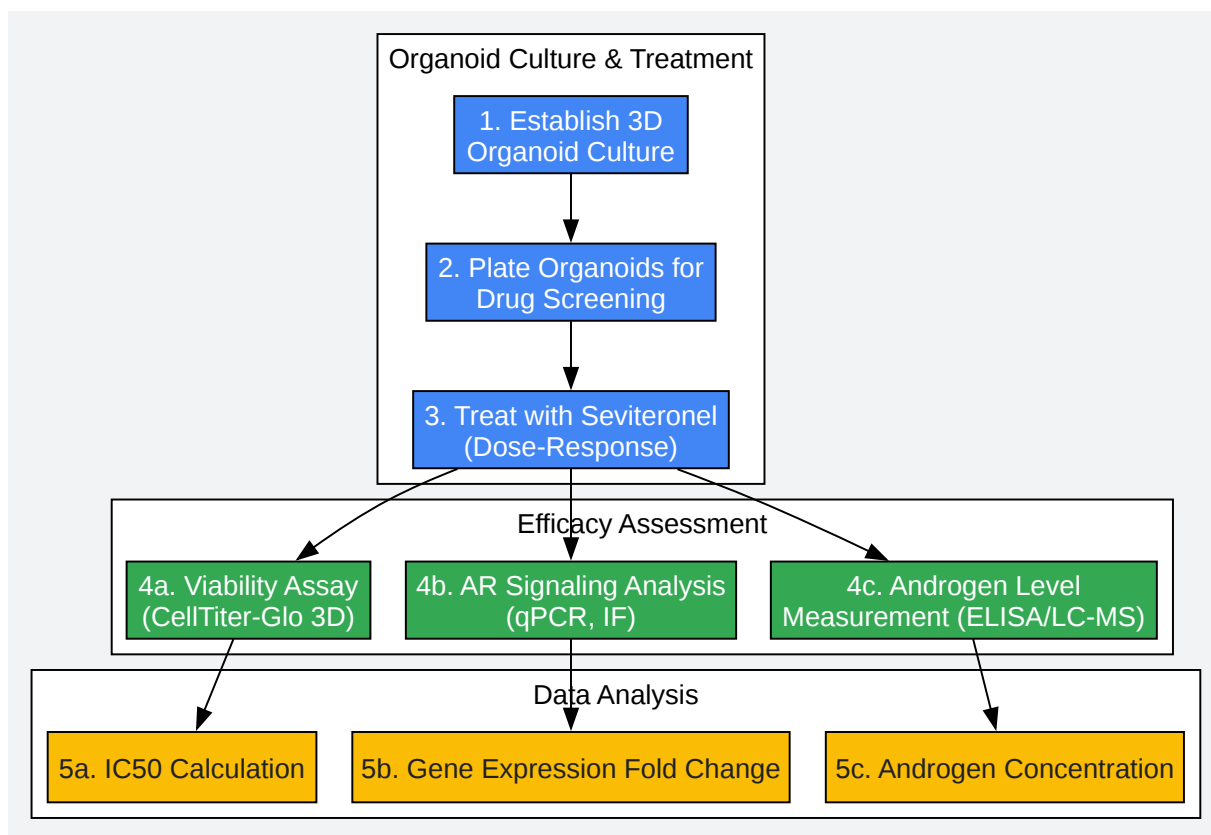 Organoid Culture & Treatment
1. Establish 3D
Organoid Culture
2. Plate Organoids for
Drug Screening
3. Treat with Seviteronel
(Dose-Response)
Efficacy Assessment
4a. Viability Assay
(CellTiter-Glo 3D)
4b. AR Signaling Analysis
(qPCR, IF)
4c. Androgen Level
Measurement (ELISA/LC-MS)
Data Analysis
5a. IC50 Calculation
5b. Gene Expression Fold Change
5c. Androgen Concentration